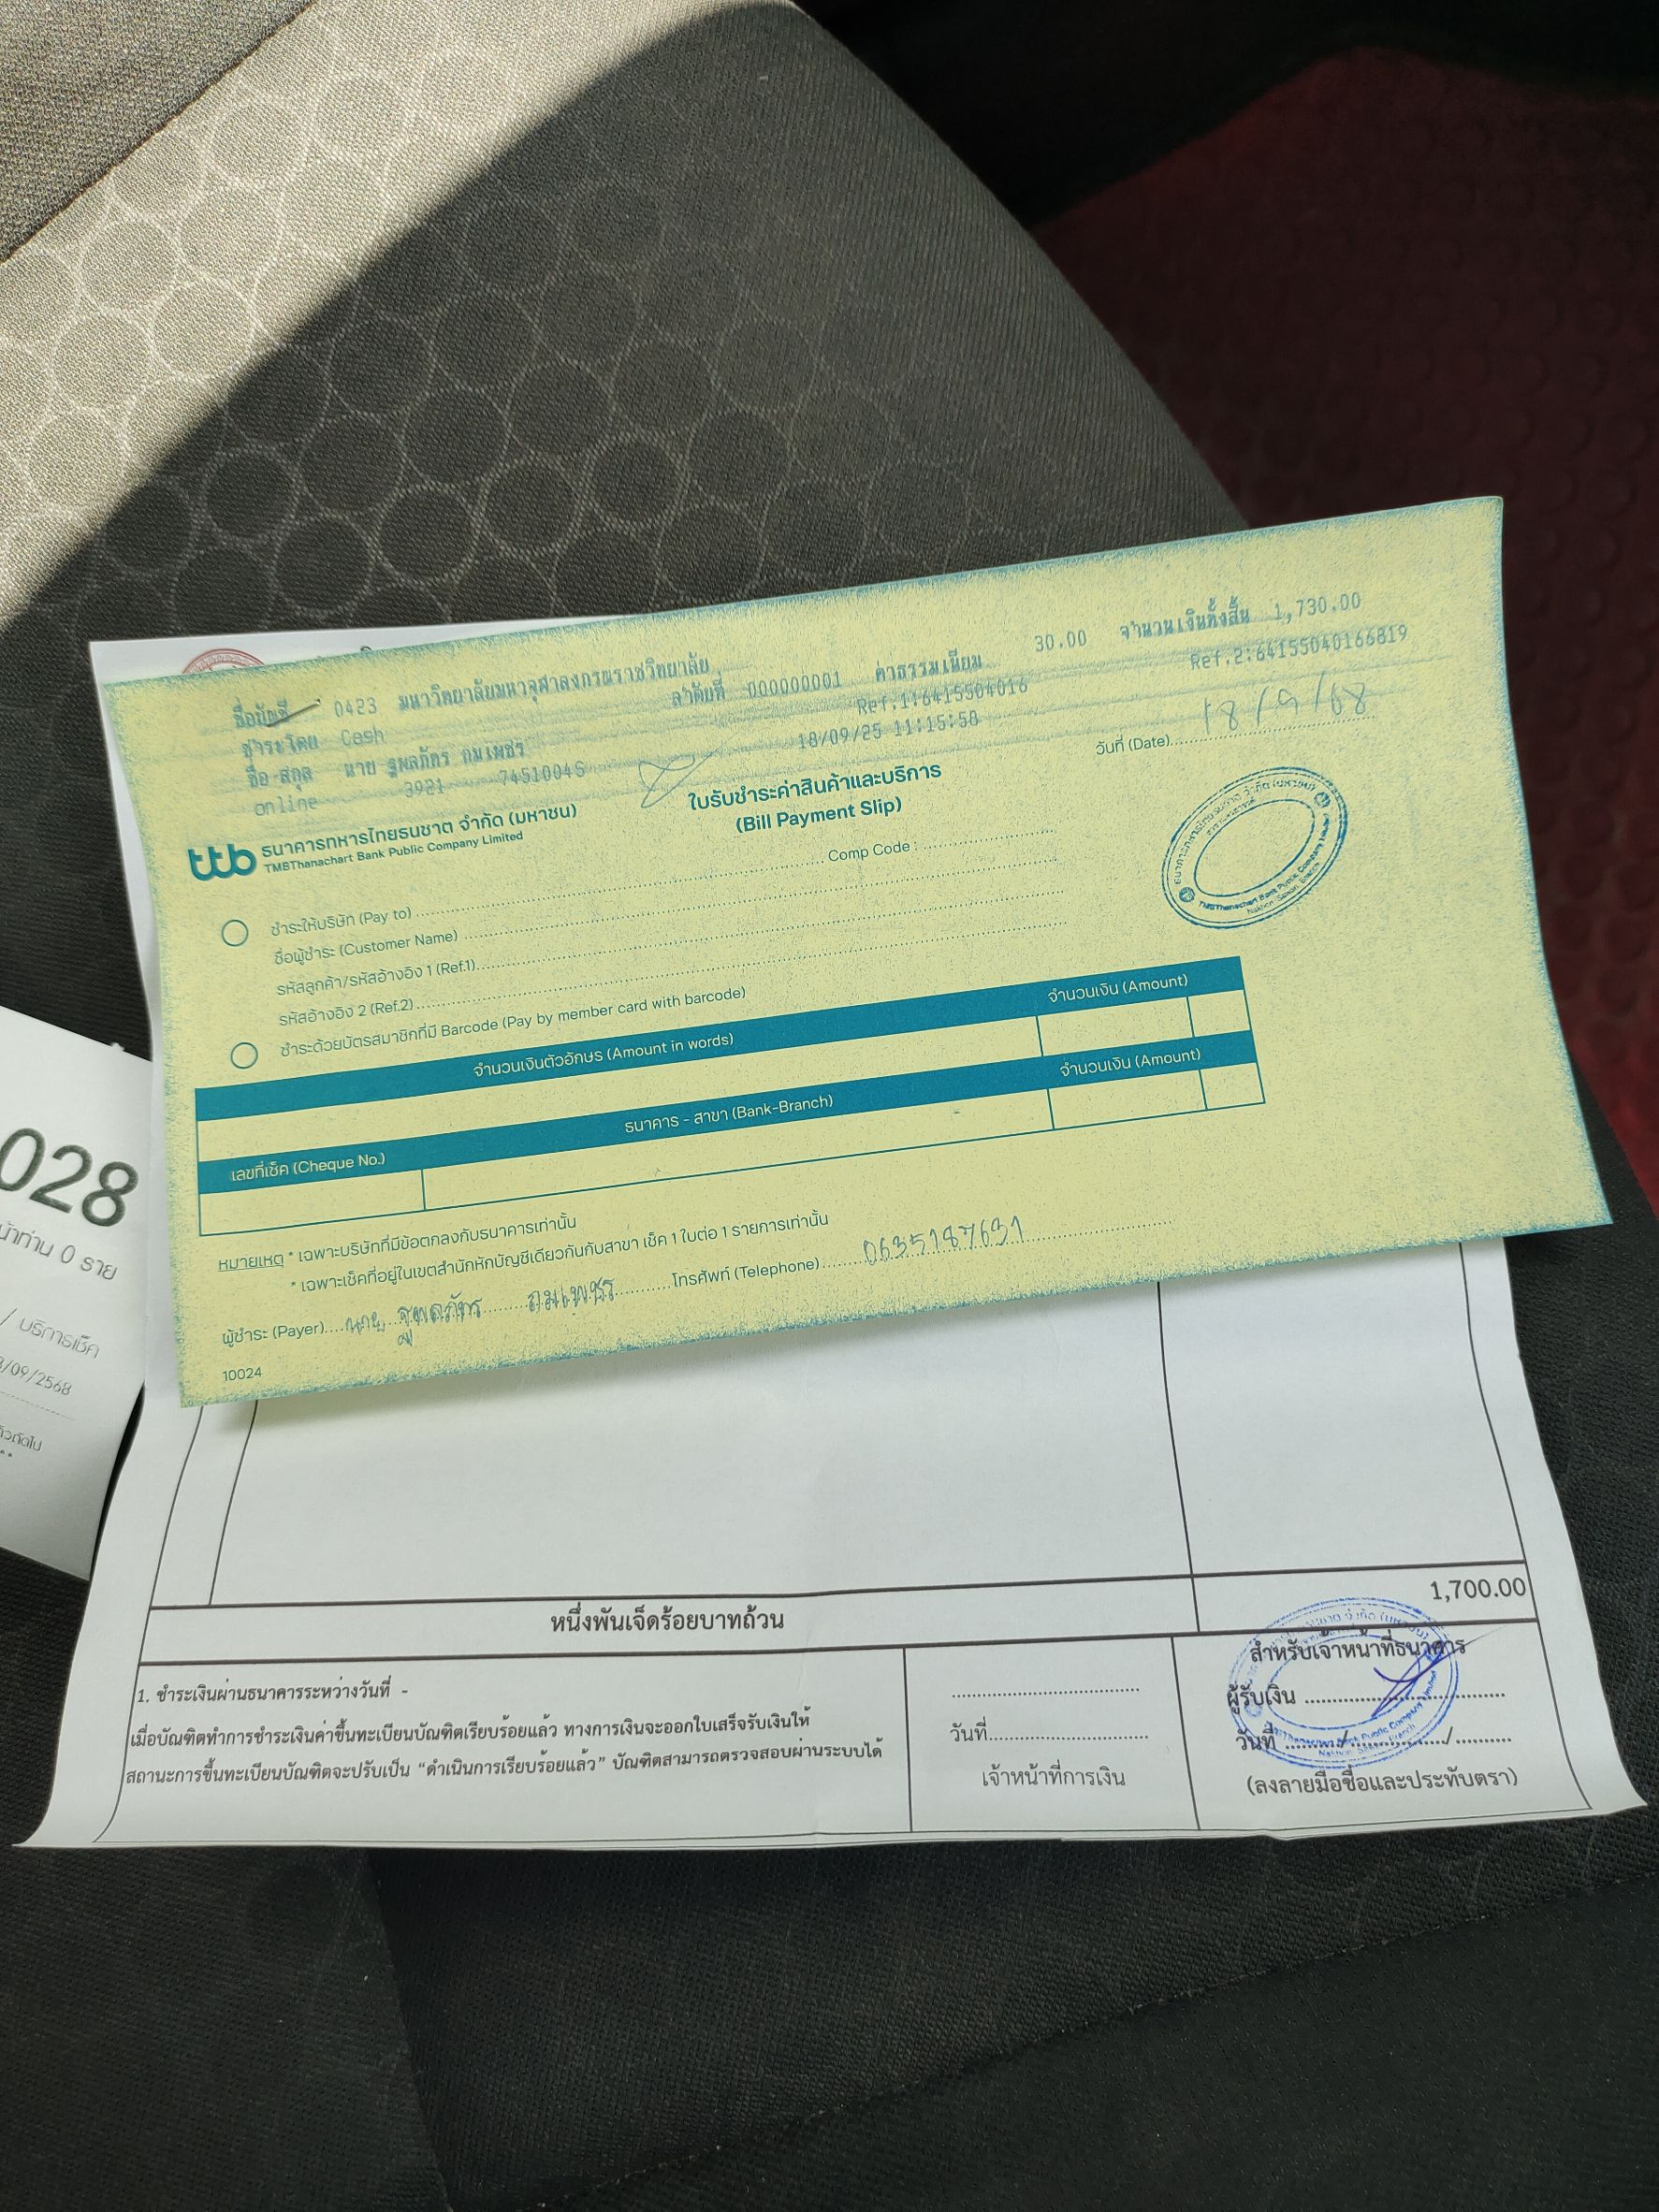 ชื่อบัญชี 0423 มหาวิทยาลัยมหาจุฬาลงกรณราชวิทยาลัย
ชำระโดย Cash ลำดับที่ 000000001 ค่าธรรมเนียม 30.00 จำนวนเงินทั้งสิ้น 1,730.00
ชื่อ-สกุล นาย ฐพลภัทร ถมเพชร Ref.1:6415504016 Ref.2:64155040166819
online 3921 7451004S 18/09/25 11:15:58
ttb ธนาคารทหารไทยธนชาต จำกัด (มหาชน)
TMBThanachart Bank Public Company Limited
ใบรับชำระค่าสินค้าและบริการ
(Bill Payment Slip)
วันที่ (Date) 18/9/68
ชำระให้บริษัท (Pay to) Comp Code :
ชื่อผู้ชำระ (Customer Name)
รหัสลูกค้า/รหัสอ้างอิง 1 (Ref.1)
รหัสอ้างอิง 2 (Ref.2)
ชำระด้วยบัตรสมาชิกที่มี Barcode (Pay by member card with barcode)
จำนวนเงินตัวอักษร (Amount in words) จำนวนเงิน (Amount)
เลขที่เช็ค (Cheque No.) ธนาคาร - สาขา (Bank-Branch) จำนวนเงิน (Amount)
หมายเหตุ * เฉพาะบริษัทที่มีข้อตกลงกับธนาคารเท่านั้น
* เฉพาะเช็คที่อยู่ในเขตสำนักหักบัญชีเดียวกันกับสาขา เช็ค 1 ใบต่อ 1 รายการเท่านั้น
ผู้ชำระ (Payer) นาย ฐพลภัทร ถมเพชร โทรศัพท์ (Telephone) 0635187631
10024
TMBThanachart Bank Public Company Limited
Nakhon Sawan Branch
028
น้าท่าน 0 ราย
/ บริการเช็ค
/09/2568
หนึ่งพันเจ็ดร้อยบาทถ้วน 1,700.00
1. ชำระเงินผ่านธนาคารระหว่างวันที่ -
เมื่อบัณฑิตทำการชำระเงินค่าขึ้นทะเบียนบัณฑิตเรียบร้อยแล้ว ทางการเงินจะออกใบเสร็จรับเงินให้
สถานะการขึ้นทะเบียนบัณฑิตจะปรับเป็น “ดำเนินการเรียบร้อยแล้ว” บัณฑิตสามารถตรวจสอบผ่านระบบได้
วันที่
เจ้าหน้าที่การเงิน
สำหรับเจ้าหน้าที่ธนาคาร
ผู้รับเงิน
วันที่ / /
(ลงลายมือชื่อและประทับตรา)